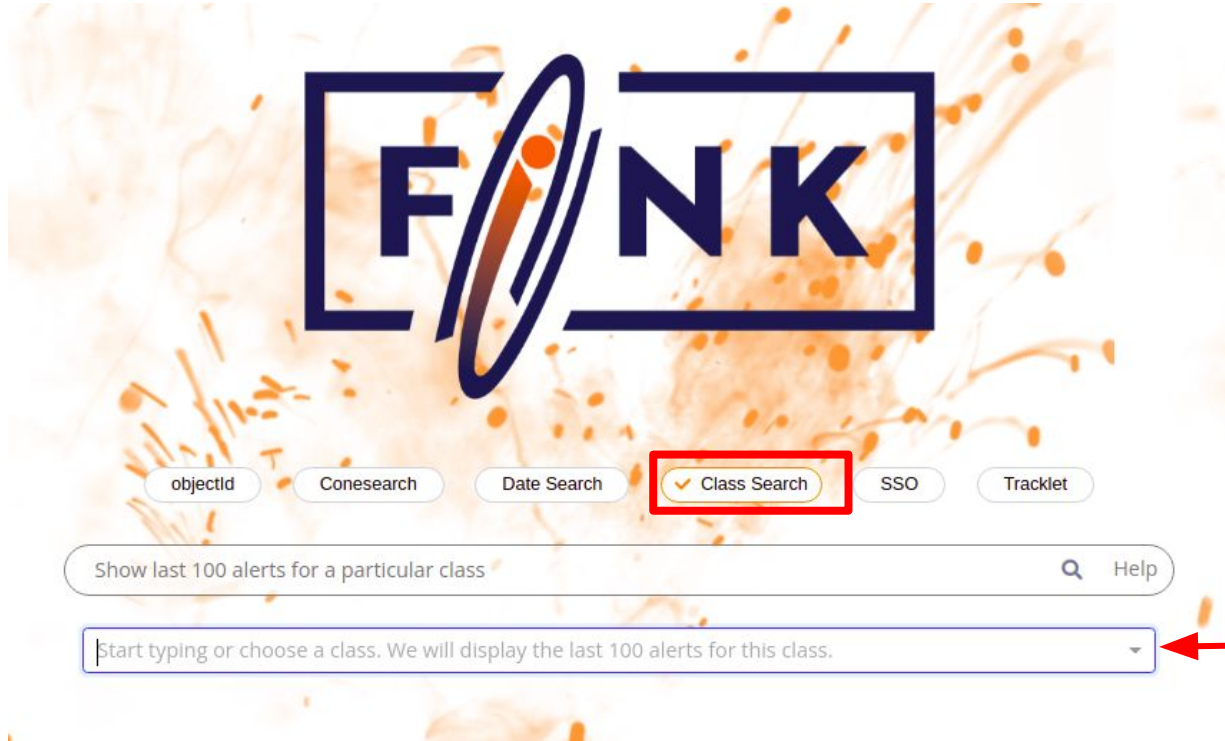 FiNK
objectId Conesearch Date Search Class Search SSO Tracklet
Show last 100 alerts for a particular class Help
Start typing or choose a class. We will display the last 100 alerts for this class.